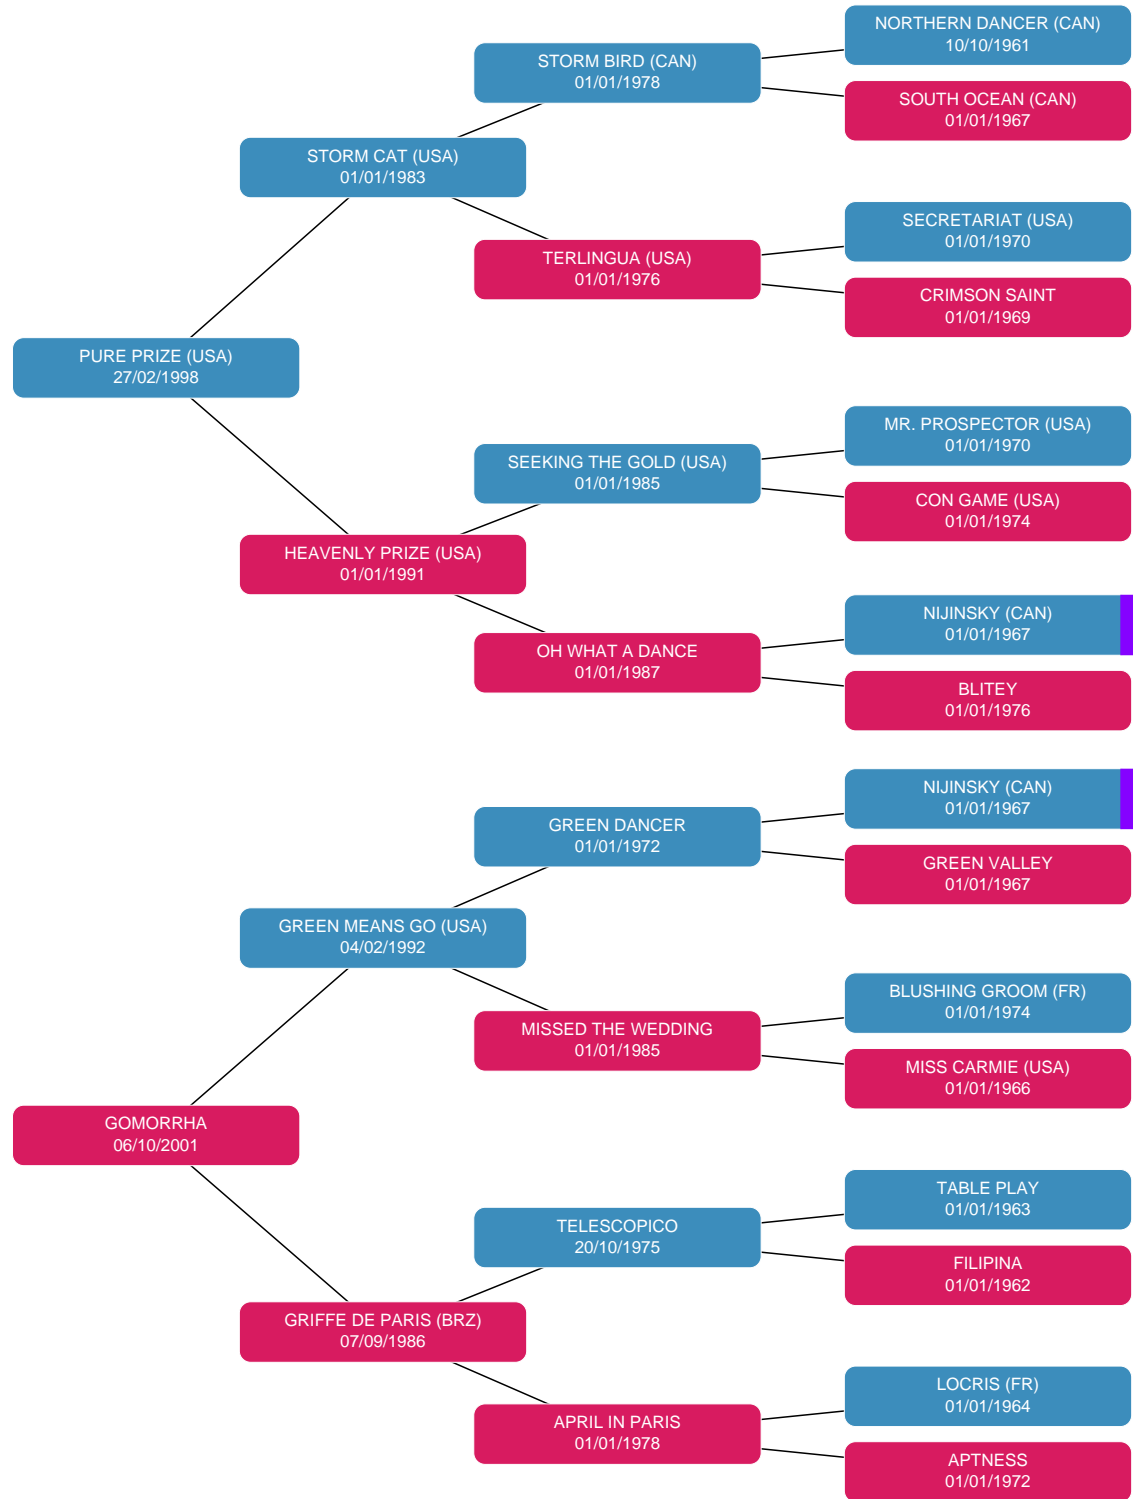 NORTHERN DANCER (CAN)
10/10/1961
STORM BIRD (CAN)
01/01/1978
SOUTH OCEAN (CAN)
01/01/1967
STORM CAT (USA)
01/01/1983
SECRETARIAT (USA)
01/01/1970
TERLINGUA (USA)
01/01/1976
CRIMSON SAINT
01/01/1969
PURE PRIZE (USA)
27/02/1998
MR. PROSPECTOR (USA)
01/01/1970
SEEKING THE GOLD (USA)
01/01/1985
CON GAME (USA)
01/01/1974
HEAVENLY PRIZE (USA)
01/01/1991
NIJINSKY (CAN)
01/01/1967
OH WHAT A DANCE
01/01/1987
BLITEY
01/01/1976
NIJINSKY (CAN)
01/01/1967
GREEN DANCER
01/01/1972
GREEN VALLEY
01/01/1967
GREEN MEANS GO (USA)
04/02/1992
BLUSHING GROOM (FR)
01/01/1974
MISSED THE WEDDING
01/01/1985
MISS CARMIE (USA)
01/01/1966
GOMORRHA
06/10/2001
TABLE PLAY
01/01/1963
TELESCOPICO
20/10/1975
FILIPINA
01/01/1962
GRIFFE DE PARIS (BRZ)
07/09/1986
LOCRIS (FR)
01/01/1964
APRIL IN PARIS
01/01/1978
APTNESS
01/01/1972